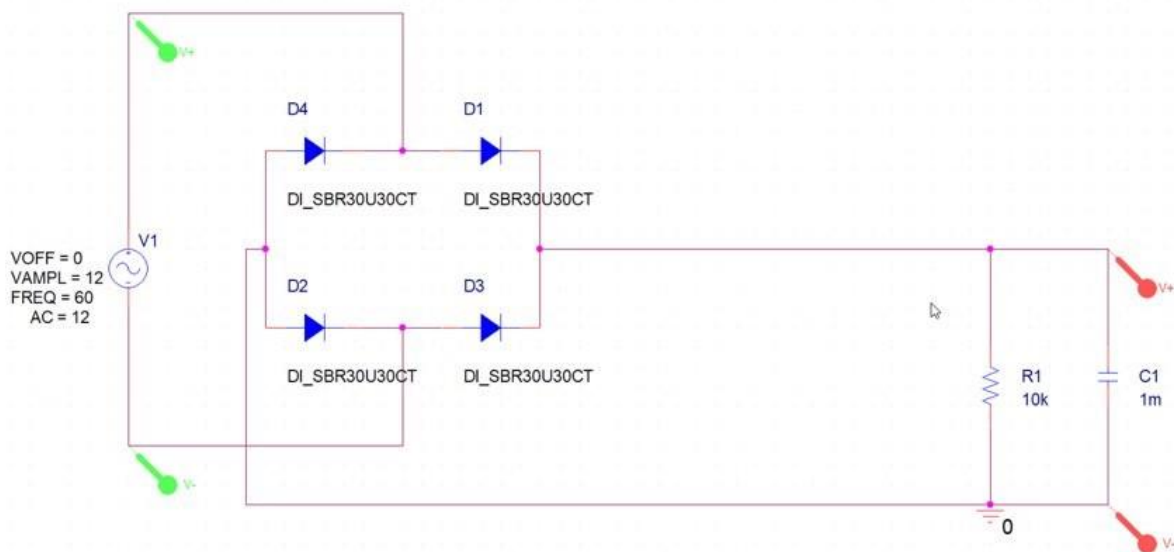 V+
D4
D1
DI_SBR30U30CT
DI_SBR30U30CT
V1
VOFF = 0
VAMPL = 12
FREQ = 60
AC = 12
D2
D3
V+
DI_SBR30U30CT
DI_SBR30U30CT
R1
10k
C1
1m
V-
0
V-